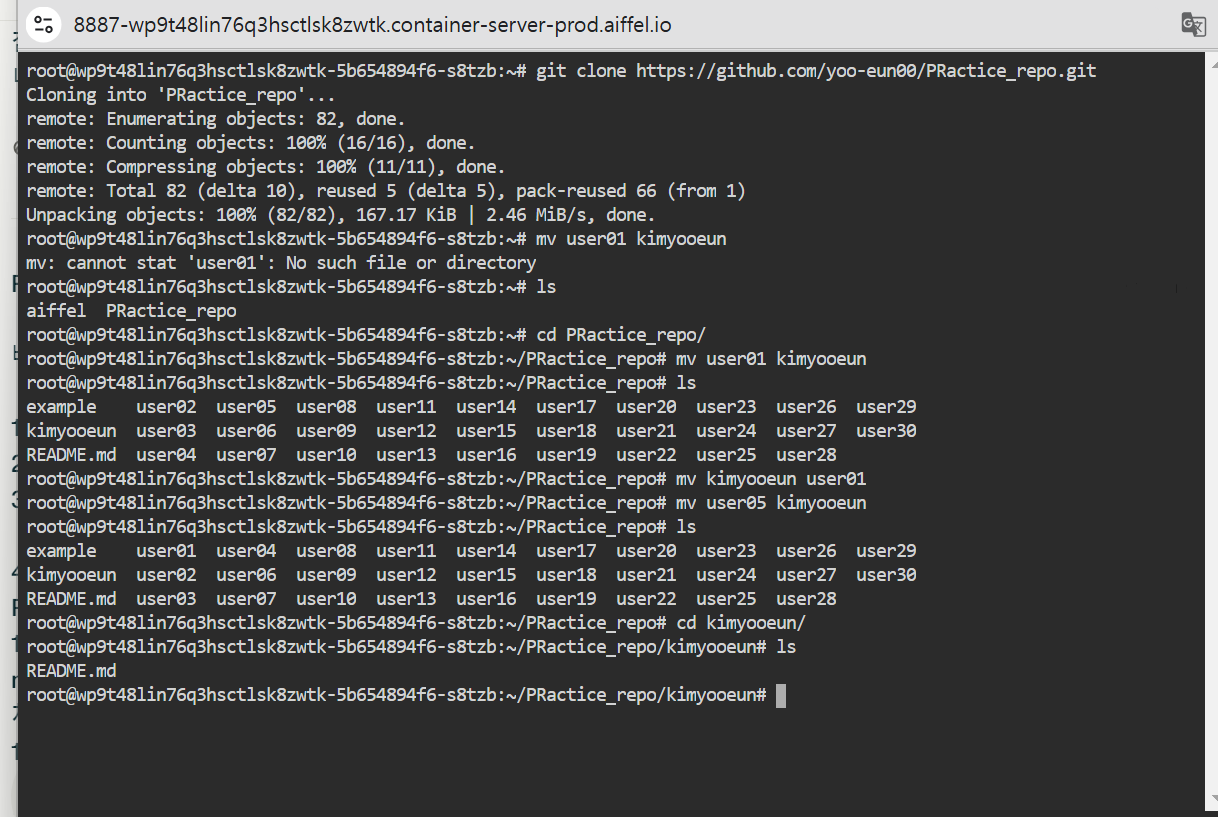 8887-wp9t48lin76q3hsctlsk8zwtk.container-server-prod.aiffel.io
root@wp9t48lin76q3hsctlsk8zwtk-5b654894f6-s8tzb:~# git clone https://github.com/yoo-eun00/PRactice_repo.git
Cloning into 'PRactice_repo'...
remote: Enumerating objects: 82, done.
remote: Counting objects: 100% (16/16), done.
remote: Compressing objects: 100% (11/11), done.
remote: Total 82 (delta 10), reused 5 (delta 5), pack-reused 66 (from 1)
Unpacking objects: 100% (82/82), 167.17 KiB | 2.46 MiB/s, done.
root@wp9t48lin76q3hsctlsk8zwtk-5b654894f6-s8tzb:~# mv user01 kimyooeun
mv: cannot stat 'user01': No such file or directory
root@wp9t48lin76q3hsctlsk8zwtk-5b654894f6-s8tzb:~# ls
aiffel  PRactice_repo
root@wp9t48lin76q3hsctlsk8zwtk-5b654894f6-s8tzb:~# cd PRactice_repo/
root@wp9t48lin76q3hsctlsk8zwtk-5b654894f6-s8tzb:~/PRactice_repo# mv user01 kimyooeun
root@wp9t48lin76q3hsctlsk8zwtk-5b654894f6-s8tzb:~/PRactice_repo# ls
example    user02  user05  user08  user11  user14  user17  user20  user23  user26  user29
kimyooeun  user03  user06  user09  user12  user15  user18  user21  user24  user27  user30
README.md  user04  user07  user10  user13  user16  user19  user22  user25  user28
root@wp9t48lin76q3hsctlsk8zwtk-5b654894f6-s8tzb:~/PRactice_repo# mv kimyooeun user01
root@wp9t48lin76q3hsctlsk8zwtk-5b654894f6-s8tzb:~/PRactice_repo# mv user05 kimyooeun
root@wp9t48lin76q3hsctlsk8zwtk-5b654894f6-s8tzb:~/PRactice_repo# ls
example    user01  user04  user08  user11  user14  user17  user20  user23  user26  user29
kimyooeun  user02  user06  user09  user12  user15  user18  user21  user24  user27  user30
README.md  user03  user07  user10  user13  user16  user19  user22  user25  user28
root@wp9t48lin76q3hsctlsk8zwtk-5b654894f6-s8tzb:~/PRactice_repo# cd kimyooeun/
root@wp9t48lin76q3hsctlsk8zwtk-5b654894f6-s8tzb:~/PRactice_repo/kimyooeun# ls
README.md
root@wp9t48lin76q3hsctlsk8zwtk-5b654894f6-s8tzb:~/PRactice_repo/kimyooeun#